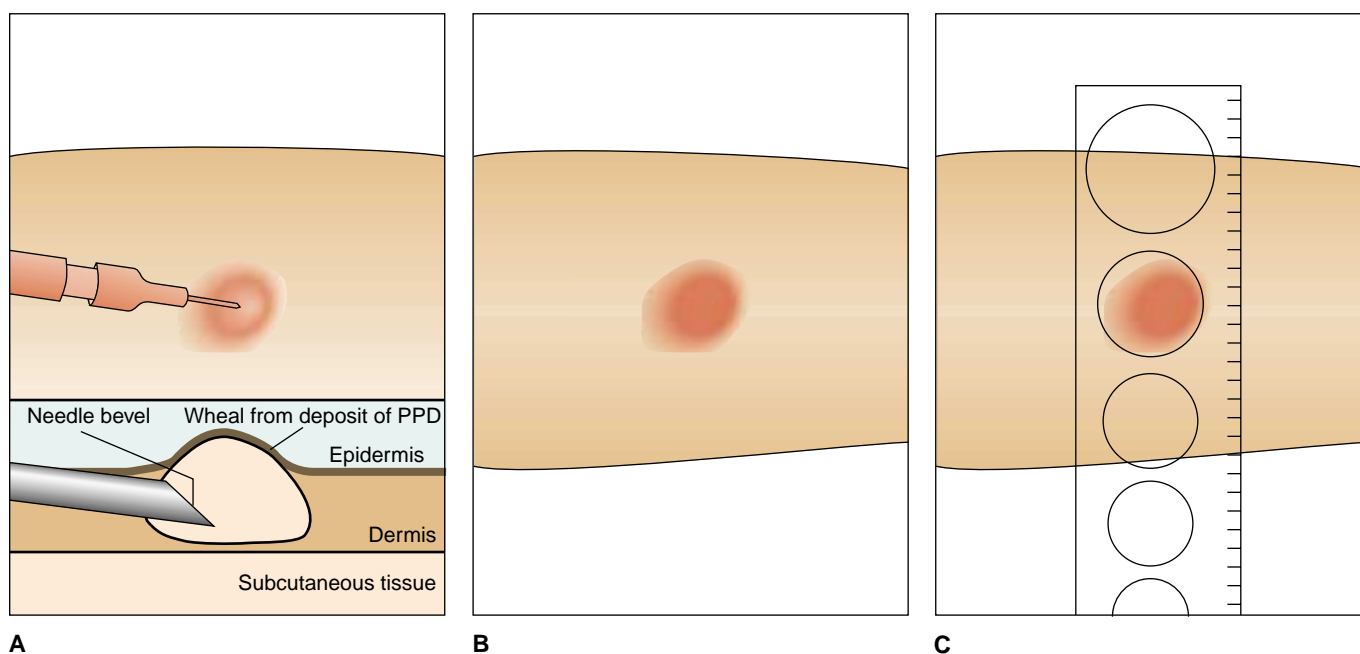 Needle bevel
Wheal from deposit of PPD
Epidermis
Dermis
Subcutaneous tissue
A
B
C